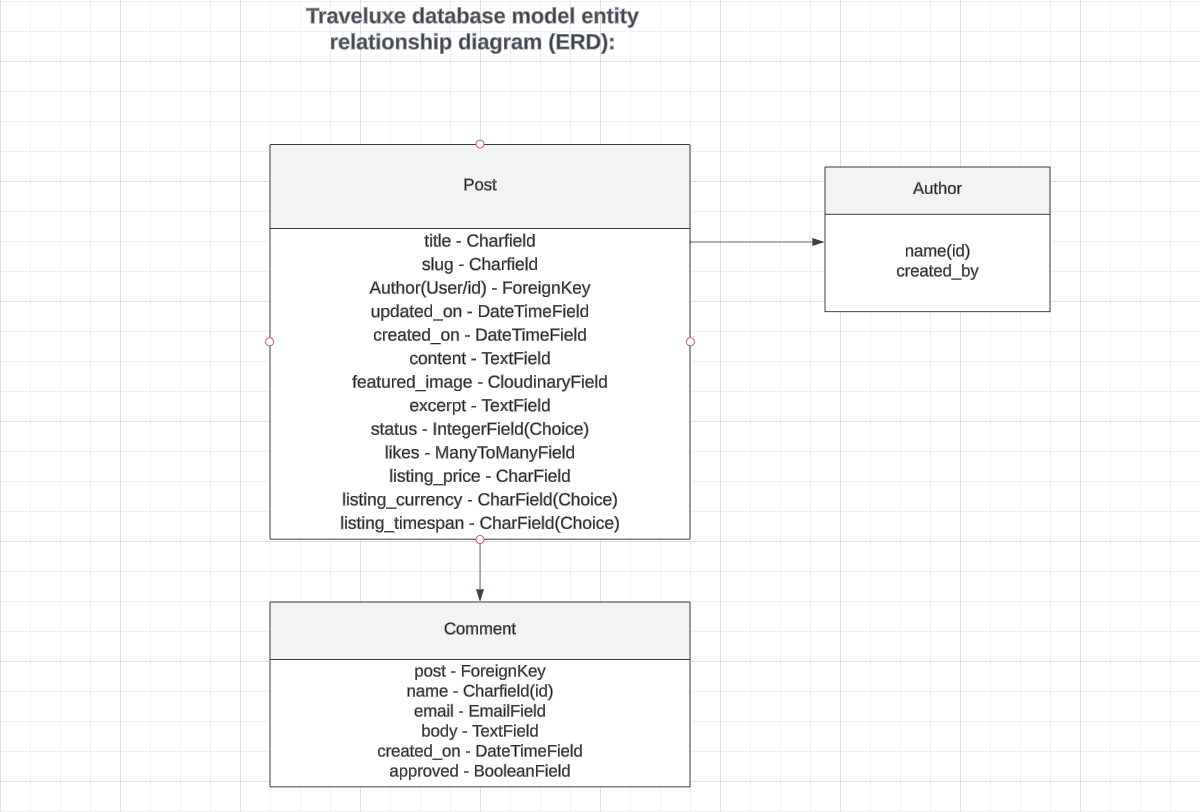 Traveluxe database model entity
relationship diagram (ERD):
Post
title - Charfield
slug - Charfield
Author(User/id) - ForeignKey
updated_on - DateTimeField
created_on - DateTimeField
content - TextField
featured_image - CloudinaryField
excerpt - TextField
status - IntegerField(Choice)
likes - ManyToManyField
listing_price - CharField
listing_currency - CharField(Choice)
listing_timespan - CharField(Choice)
Author
name(id)
created_by
Comment
post - ForeignKey
name - Charfield(id)
email - EmailField
body - TextField
created_on - DateTimeField
approved - BooleanField